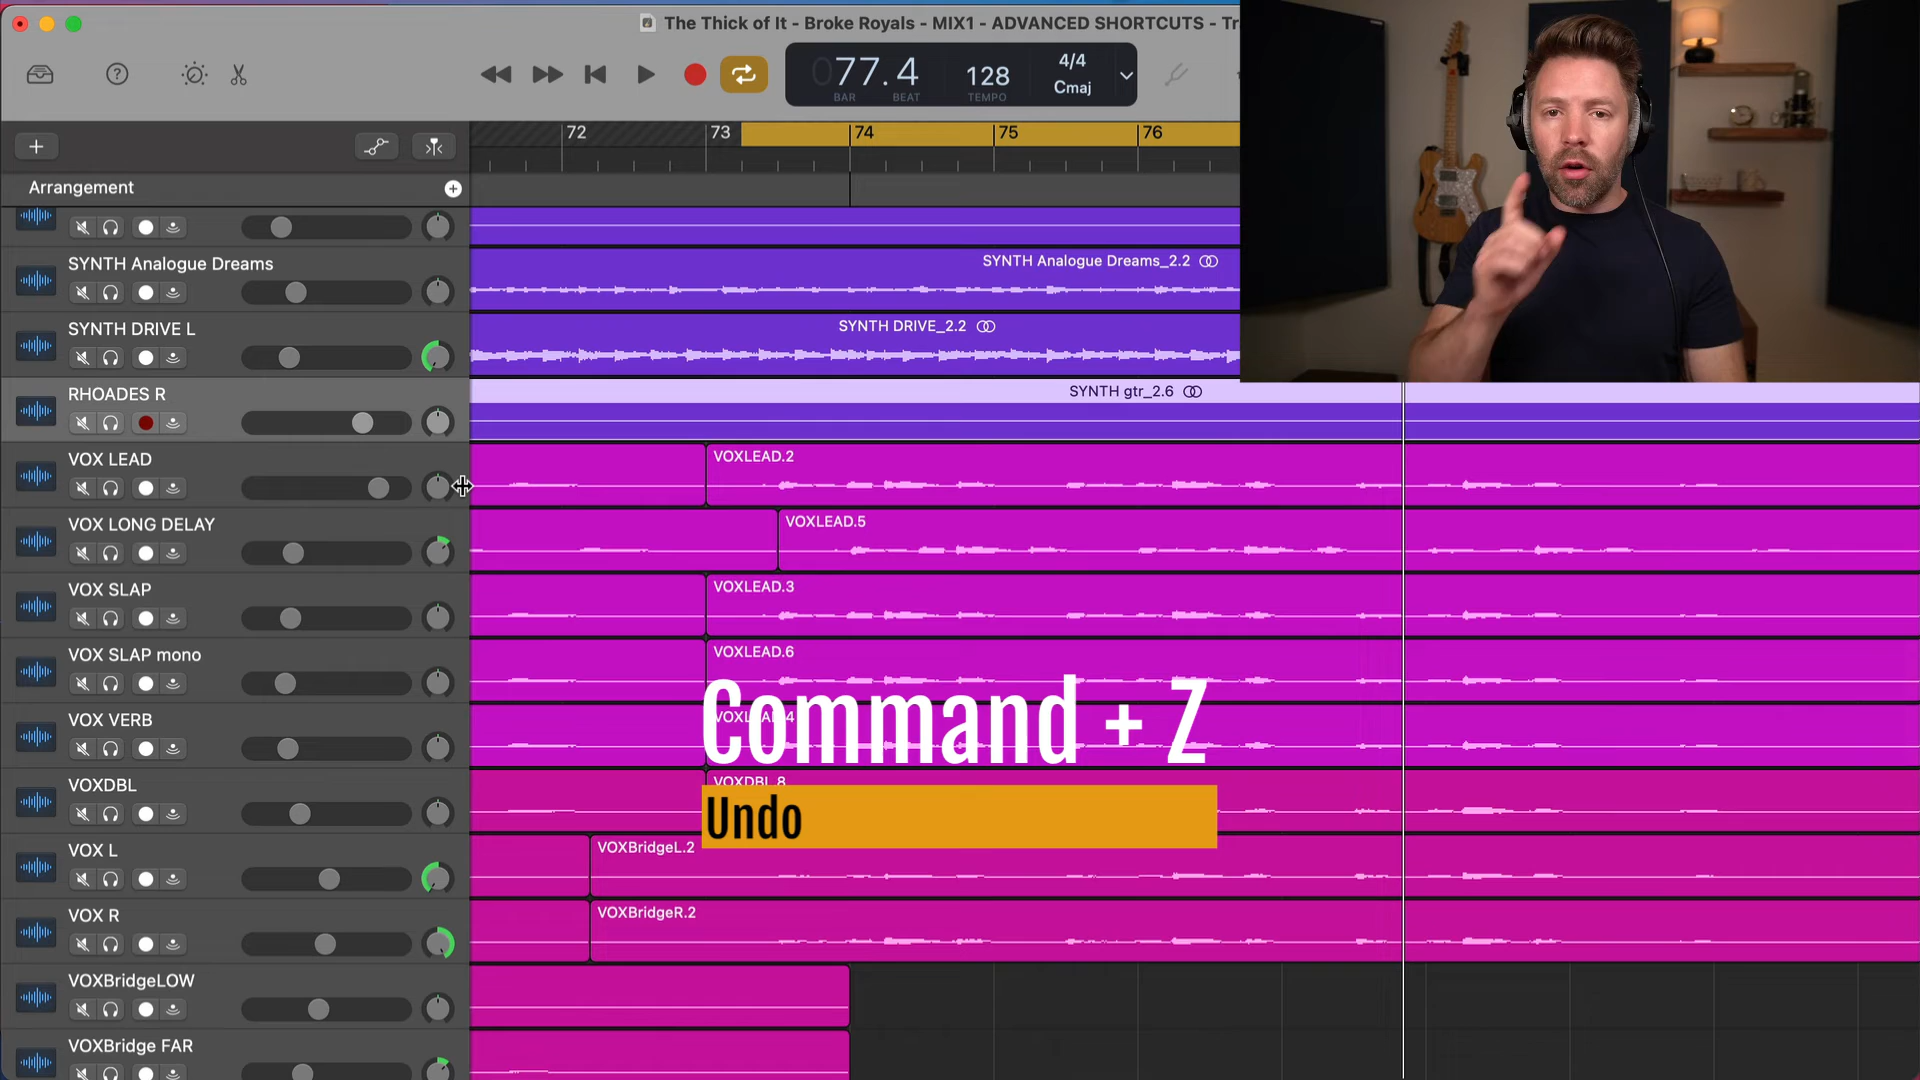 The Thick of It - Broke Royals - MIX1 - ADVANCED SHORTCUTS - Tr
077.4
BAR
BEAT
128
TEMPO
4/4
Cmaj
72
73
74
75
76
Arrangement
SYNTH Analogue Dreams
SYNTH Analogue Dreams_2.2
SYNTH DRIVE L
SYNTH DRIVE_2.2
RHOADES R
SYNTH gtr_2.6
VOX LEAD
VOXLEAD.2
VOX LONG DELAY
VOXLEAD.5
VOX SLAP
VOXLEAD.3
VOX SLAP mono
VOXLEAD.6
VOX VERB
Command + Z
VOXDBL
VOXDBL.8
Undo
VOX L
VOXBridgeL.2
VOX R
VOXBridgeR.2
VOXBridgeLOW
VOXBridge FAR